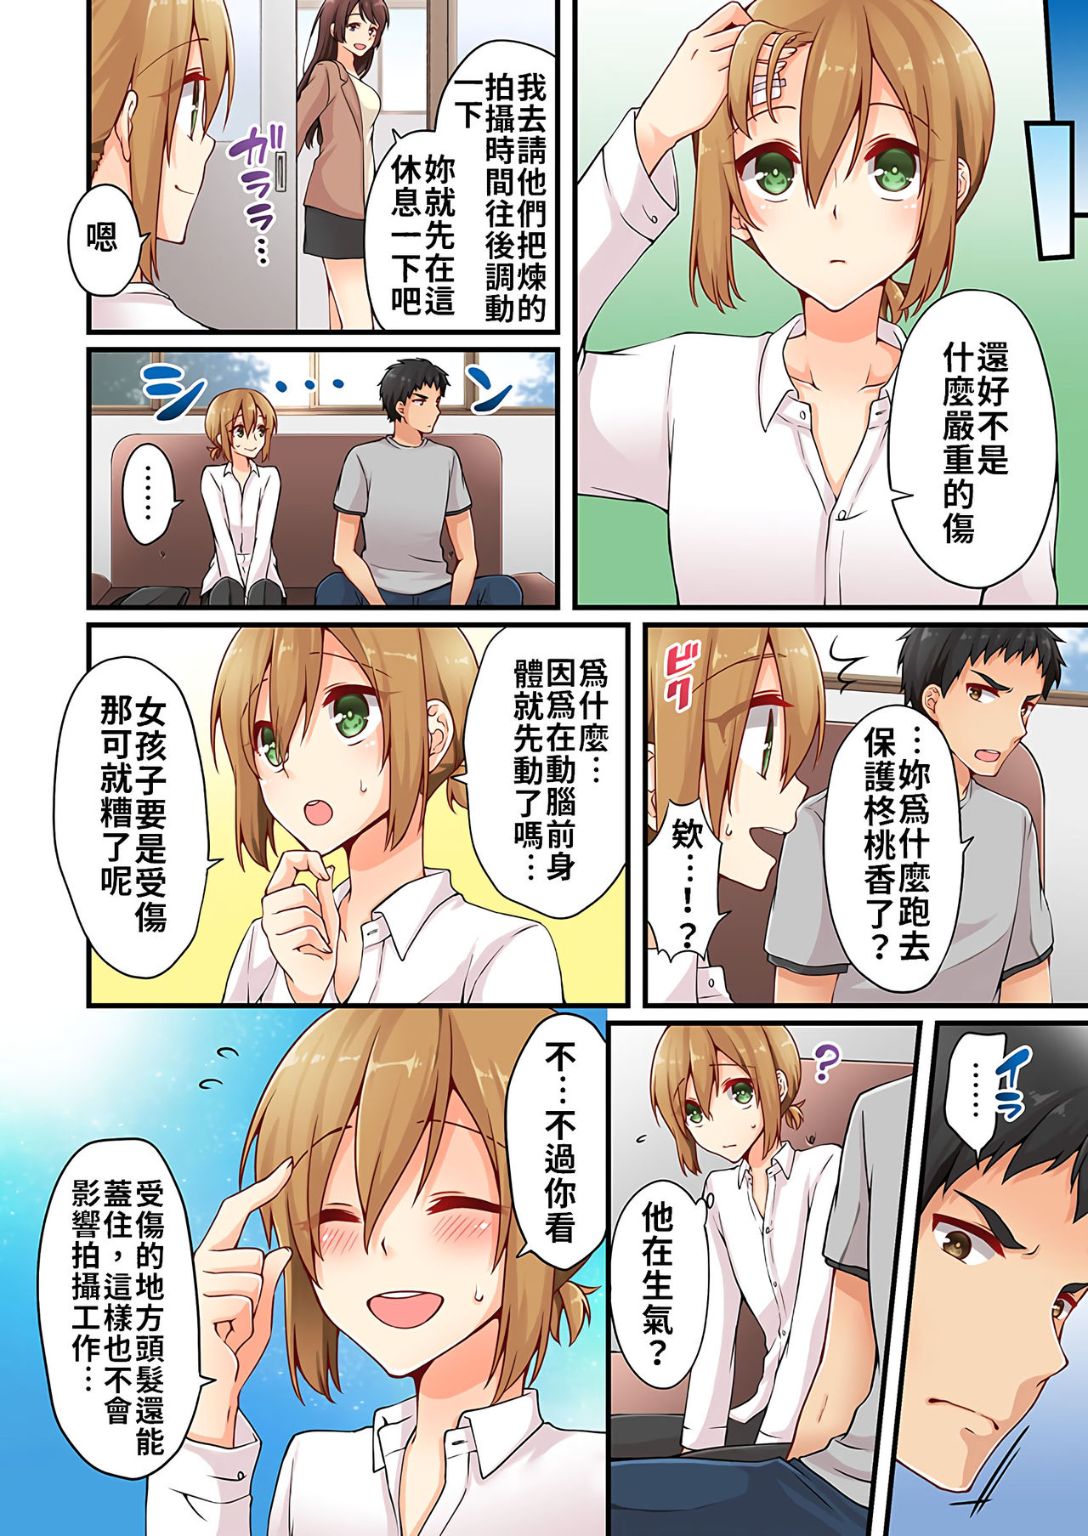 還好不是
什麼嚴重的傷
我去請他們把煉的
拍攝時間往後調動
一下
妳就先在這
休息一下吧
ガララ…
嗯
シ…ン
……
…妳爲什麼跑去
保護柊桃香了？
ビク
欸…！？
爲什麼…
因爲在動腦前身
體就先動了嗎…
女孩子要是受傷
那可就糟了呢
イラ
……
？
他在生氣？
不…不過你看
受傷的地方頭髮還能
蓋住，這樣也不會
影響拍攝工作…